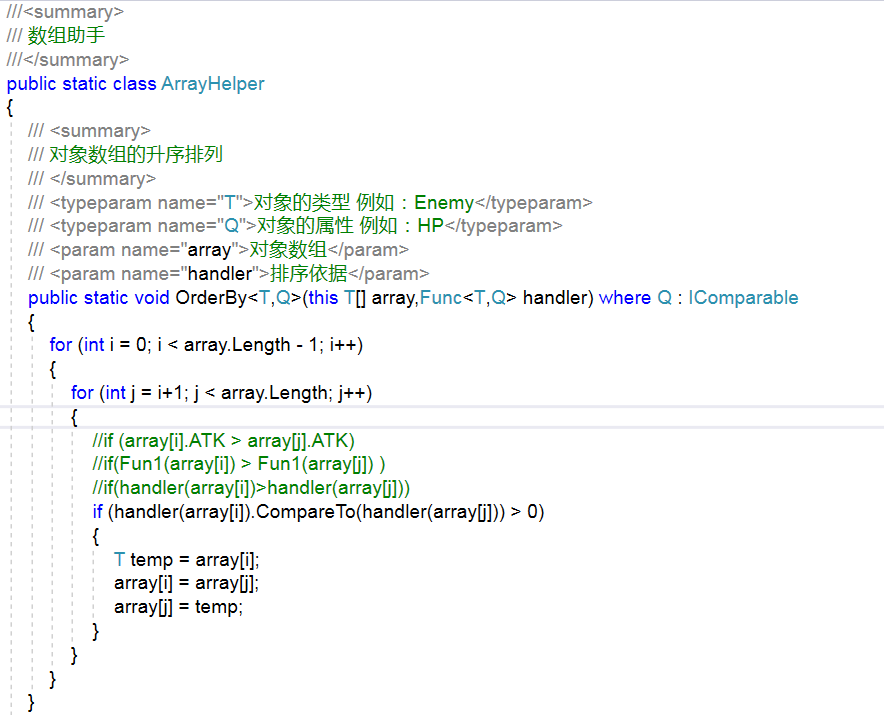 ///<summary>
/// 数组助手
///</summary>
public static class ArrayHelper
{
/// <summary>
/// 对象数组的升序排列
/// </summary>
/// <typeparam name="T">对象的类型 例如：Enemy</typeparam>
/// <typeparam name="Q">对象的属性 例如：HP</typeparam>
/// <param name="array">对象数组</param>
/// <param name="handler">排序依据</param>
public static void OrderBy<T,Q>(this T[] array,Func<T,Q> handler) where Q : IComparable
{
for (int i = 0; i < array.Length - 1; i++)
{
for (int j = i+1; j < array.Length; j++)
{
//if (array[i].ATK > array[j].ATK)
//if(Fun1(array[i]) > Fun1(array[j]) )
//if(handler(array[i])>handler(array[j]))
if (handler(array[i]).CompareTo(handler(array[j])) > 0)
{
T temp = array[i];
array[i] = array[j];
array[j] = temp;
}
}
}
}